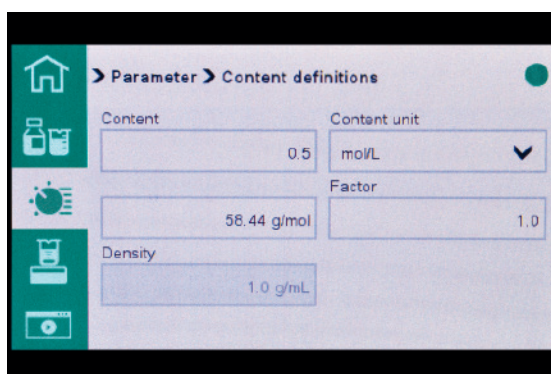 ❯ Parameter ❯ Content definitions
Content
Content unit
0.5
mol/L
Factor
58.44 g/mol
1.0
Density
1.0 g/mL